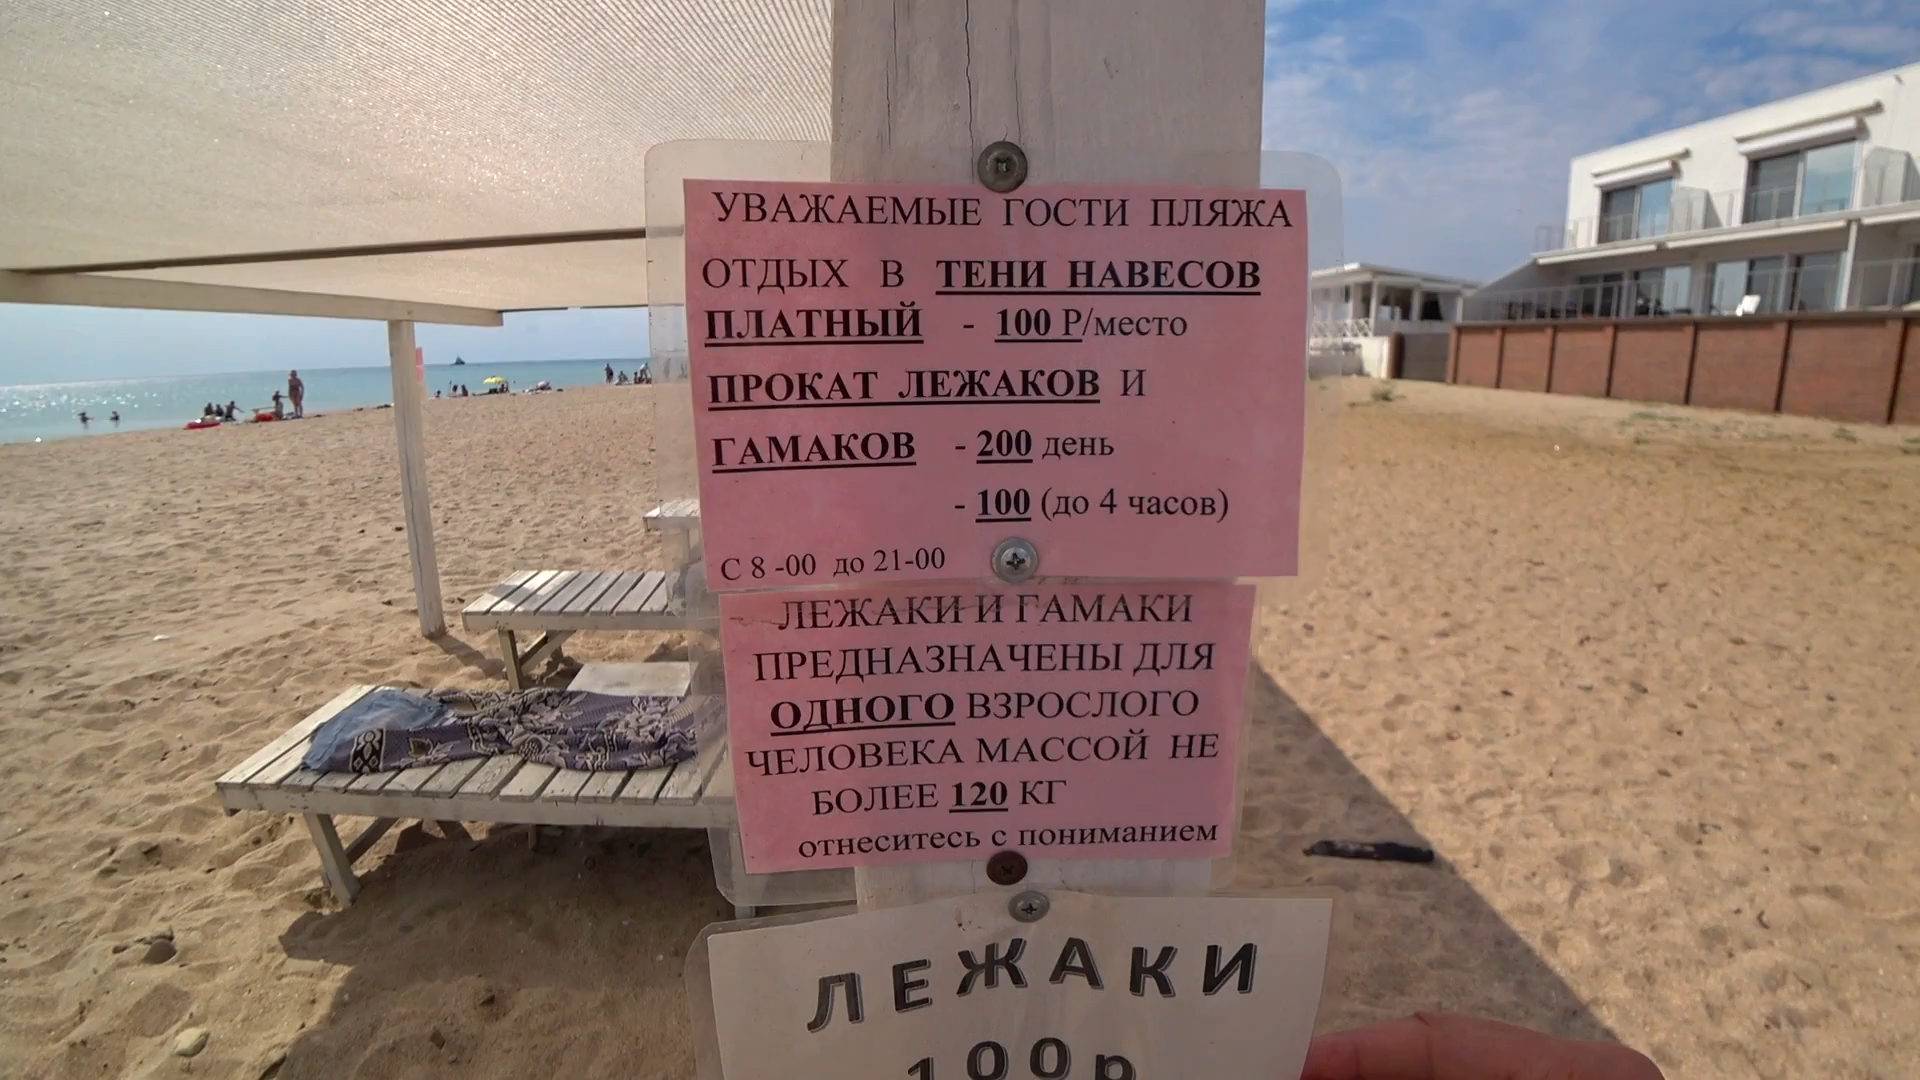 УВАЖАЕМЫЕ ГОСТИ ПЛЯЖА
ОТДЫХ В ТЕНИ НАВЕСОВ
ПЛАТНЫЙ - 100 Р/место
ПРОКАТ ЛЕЖАКОВ И
ГАМАКОВ - 200 день
- 100 (до 4 часов)
С 8 -00 до 21-00
ЛЕЖАКИ И ГАМАКИ
ПРЕДНАЗНАЧЕНЫ ДЛЯ
ОДНОГО ВЗРОСЛОГО
ЧЕЛОВЕКА МАССОЙ НЕ
БОЛЕЕ 120 КГ
отнеситесь с пониманием
ЛЕЖАКИ
100р